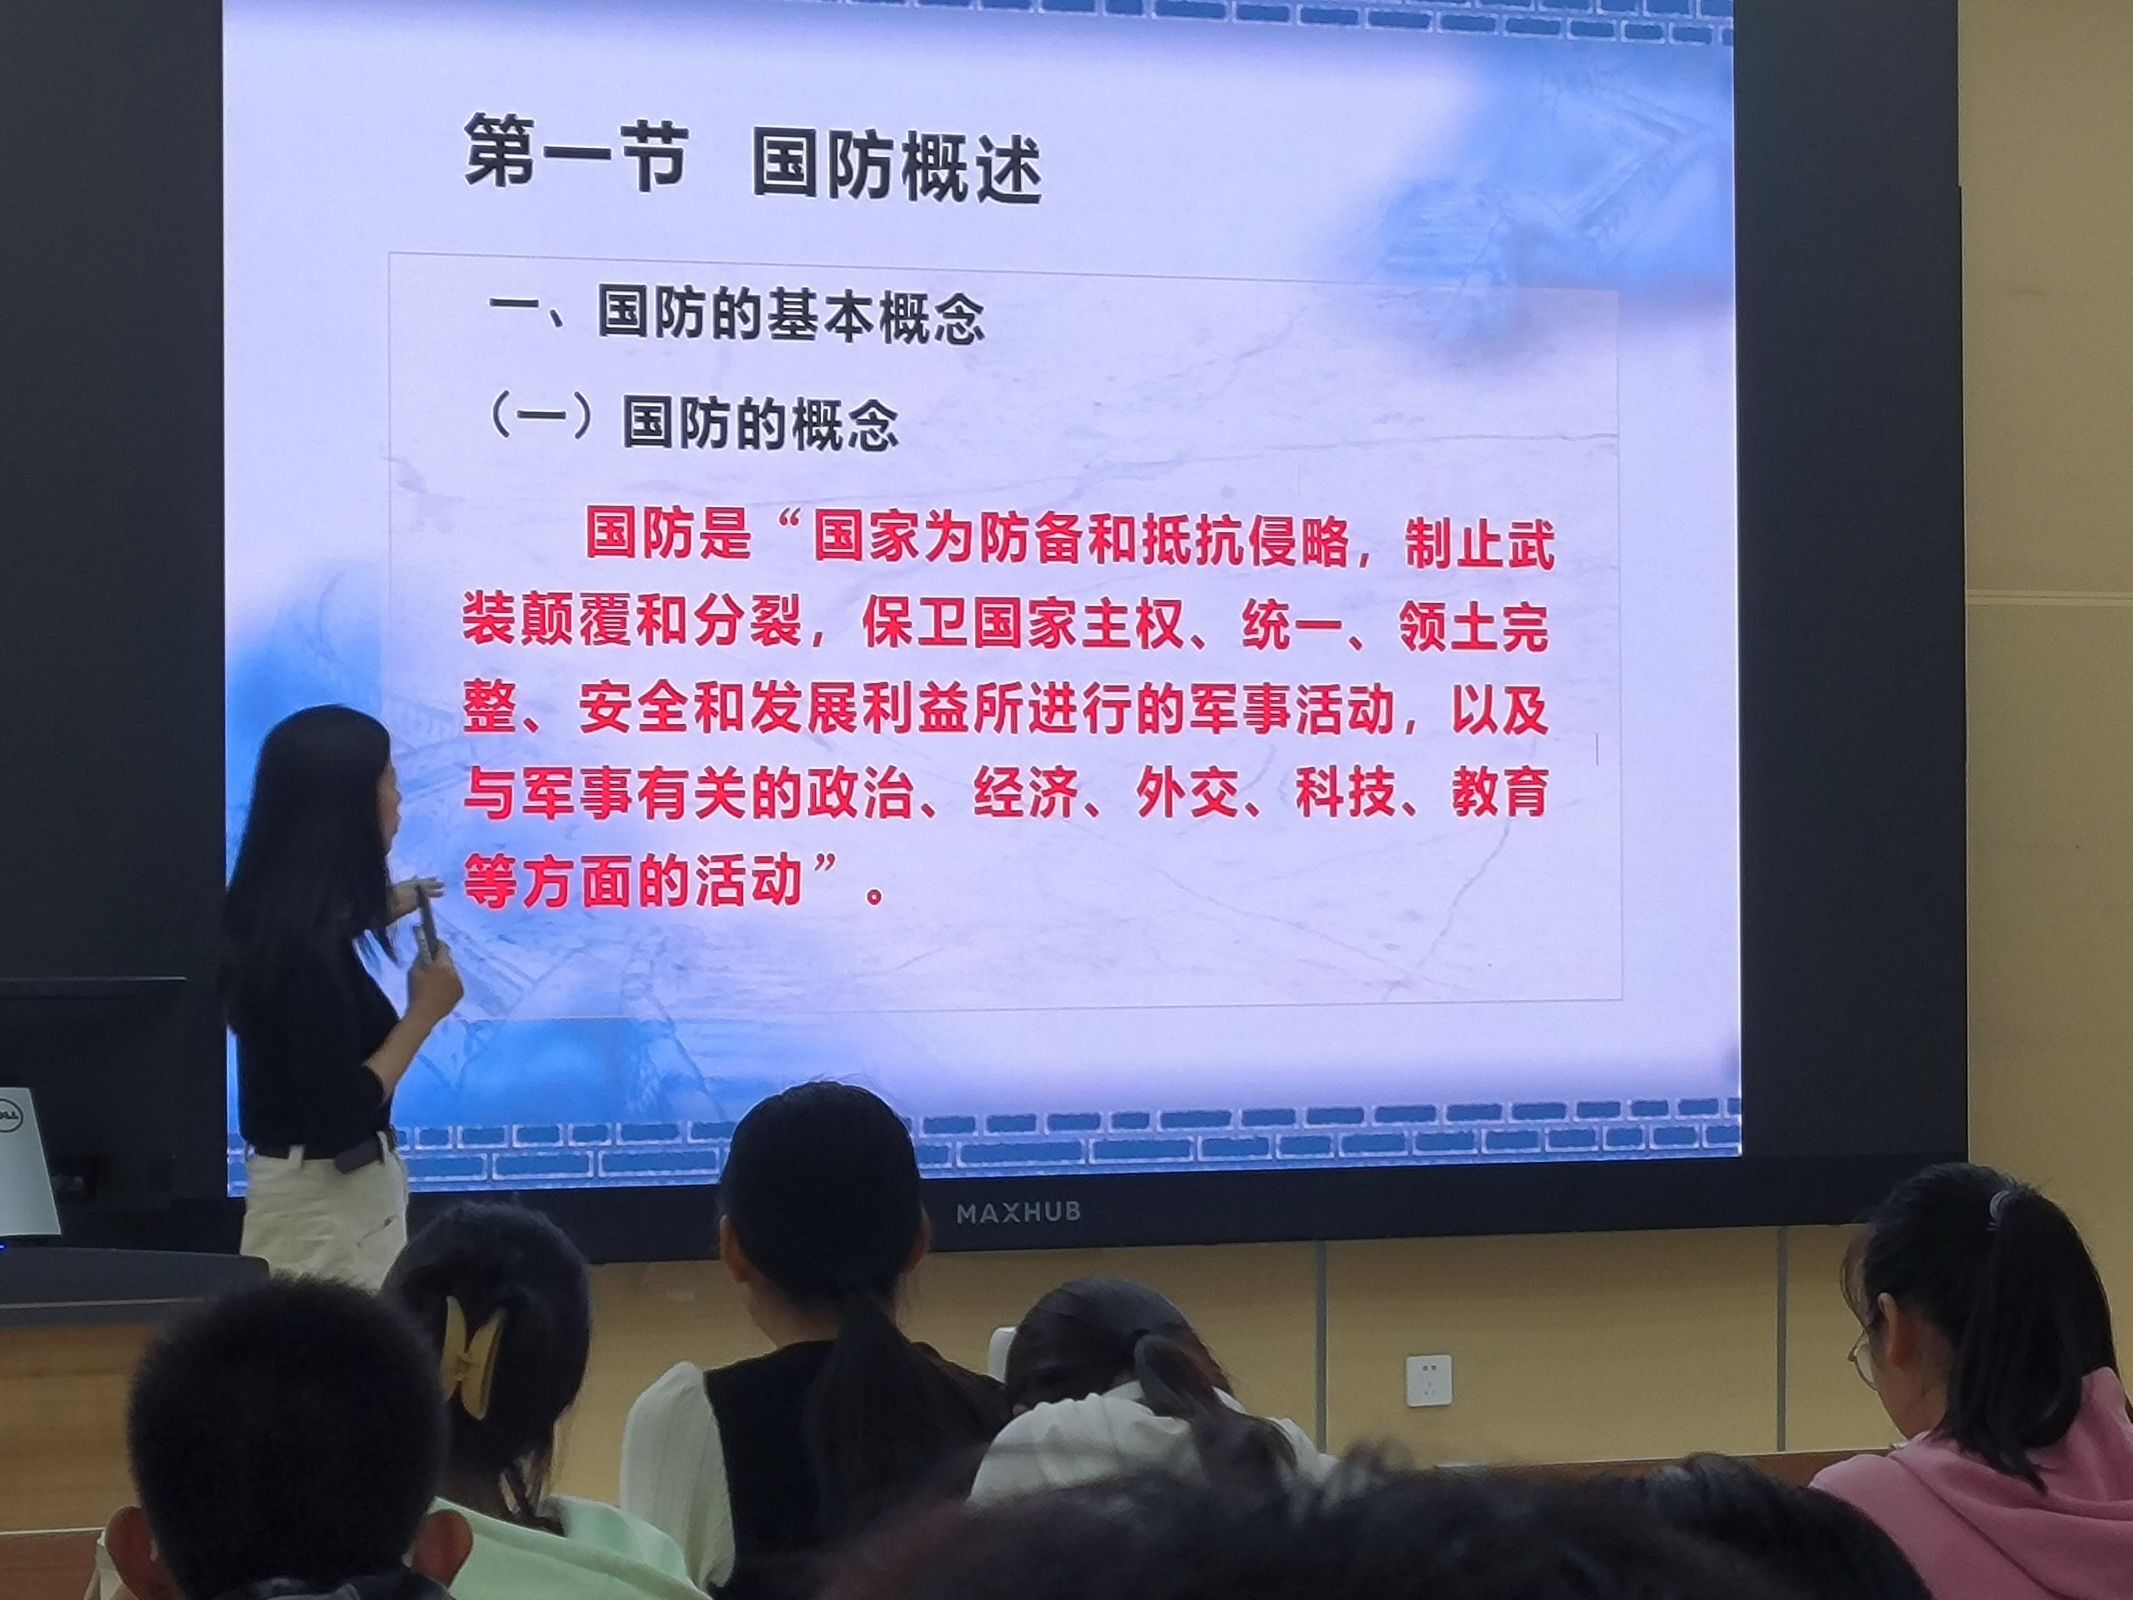 第一节 国防概述
一、国防的基本概念
（一）国防的概念
国防是“国家为防备和抵抗侵略，制止武
装颠覆和分裂，保卫国家主权、统一、领土完
整、安全和发展利益所进行的军事活动，以及
与军事有关的政治、经济、外交、科技、教育
等方面的活动”。
MAXHUB